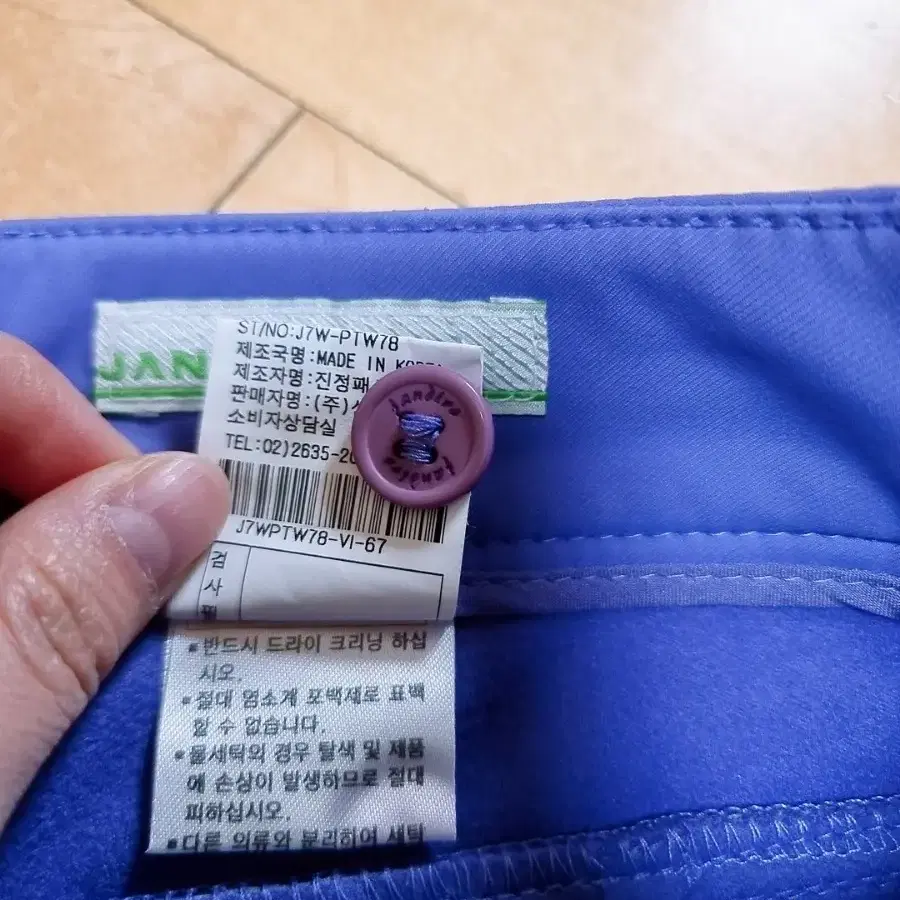 JAN
ST/NO:J7W-PTW78
제조국명:MADE IN KOREA
제조자명:진정패
판매자명:(주)
소비자상담실
TEL:02)2635-20
Jandira
Jandira
J7WPTW78-VI-67
검
사
필
*반드시 드라이 크리닝 하십
시오.
*절대 염소계 포백제로 표백
할 수 없습니다.
*물세탁의 경우 탈색 및 제품
에 손상이 발생하므로 절대
피하십시오.
*다른 의류와 분리하여 세탁